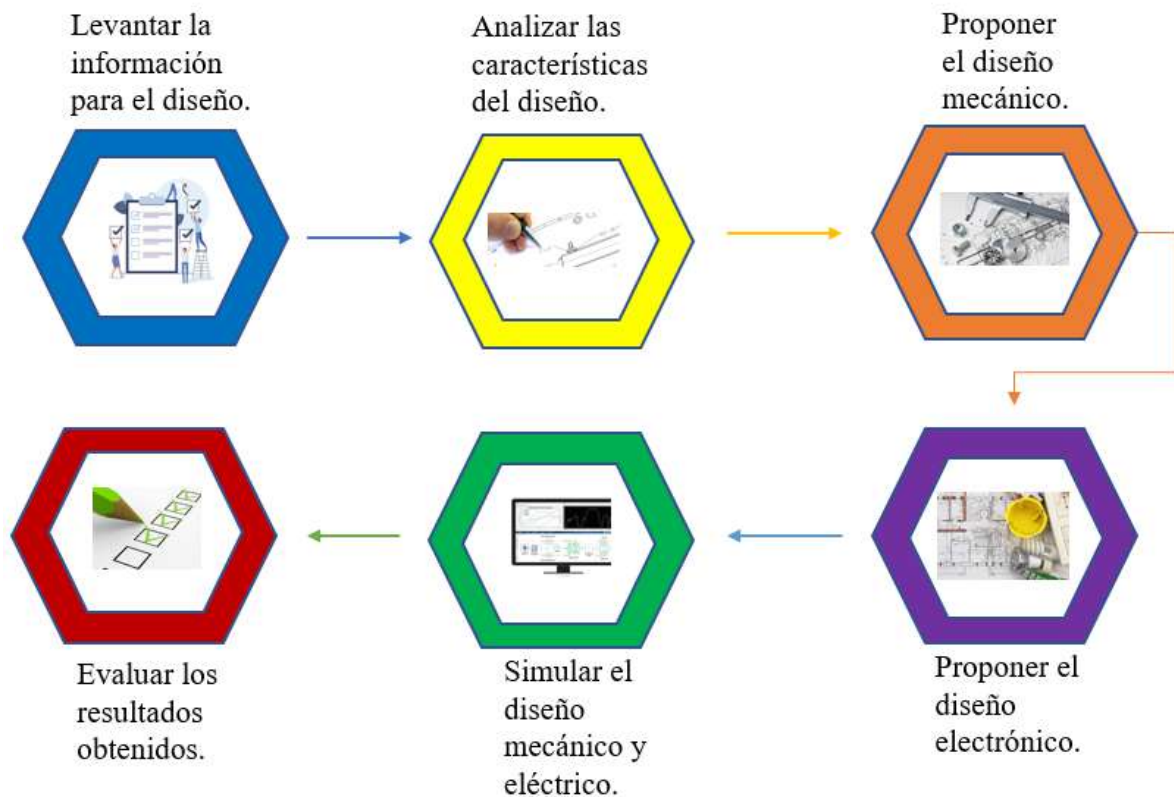 Levantar la
información
para el diseño.
Analizar las
características
del diseño.
Proponer
el diseño
mecánico.
Proponer el
diseño
electrónico.
Simular el
diseño
mecánico y
eléctrico.
Evaluar los
resultados
obtenidos.